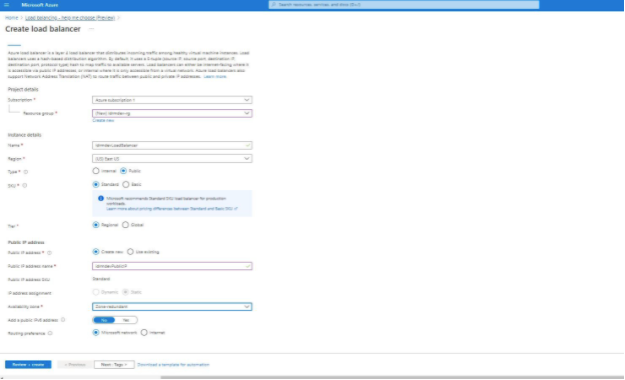 Microsoft Azure
Search resources, services, and docs (G+/)
Home > Load balancing - help me choose (Preview) >
Create load balancer ...
Azure load balancer is a layer 4 load balancer that distributes incoming traffic among healthy virtual machine instances. Load
balancers uses a hash-based distribution algorithm. By default, it uses a 5-tuple (source IP, source port, destination IP,
destination port, protocol type) hash to map traffic to available servers. Load balancers can either be internet-facing where it
is accessible via public IP addresses, or internal where it is only accessible from a virtual network. Azure load balancers also
support Network Address Translation (NAT) to route traffic between public and private IP addresses. Learn more.
Project details
Subscription *
Azure subscription 1
Resource group *
Create new
Instance details
Name *
Region *
(US) East US
Type *
Internal Public
SKU *
Standard Basic
Microsoft recommends Standard SKU load balancer for production
workloads.
Learn more about pricing differences between Standard and Basic SKU
Tier *
Regional Global
Public IP address
Public IP address *
Create new Use existing
Public IP address name *
Public IP address SKU
Standard
IP address assignment
Dynamic Static
Availability zone *
Zone-redundant
Add a public IPv6 address
No Yes
Routing preference
Microsoft network Internet
Review + create
< Previous
Next : Tags >
Download a template for automation